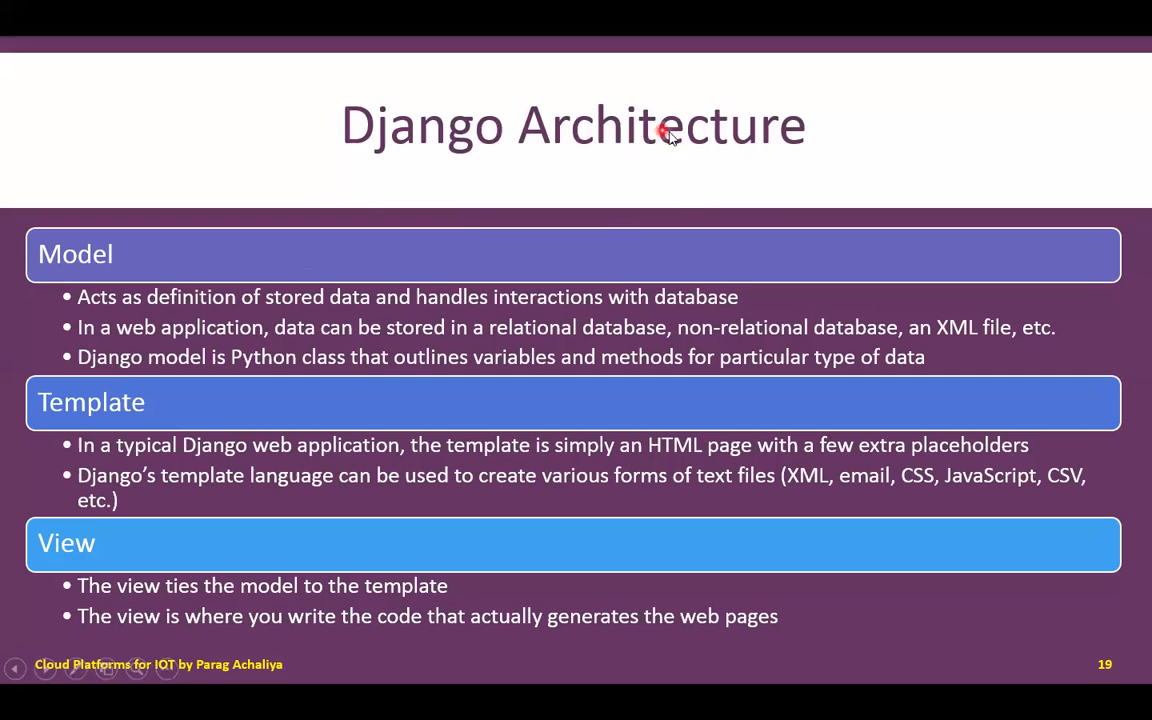 Django Architecture
Model
• Acts as definition of stored data and handles interactions with database
• In a web application, data can be stored in a relational database, non-relational database, an XML file, etc.
• Django model is Python class that outlines variables and methods for particular type of data
Template
• In a typical Django web application, the template is simply an HTML page with a few extra placeholders
• Django’s template language can be used to create various forms of text files (XML, email, CSS, JavaScript, CSV,
etc.)
View
• The view ties the model to the template
• The view is where you write the code that actually generates the web pages
Cloud Platforms for IOT by Parag Achaliya
19